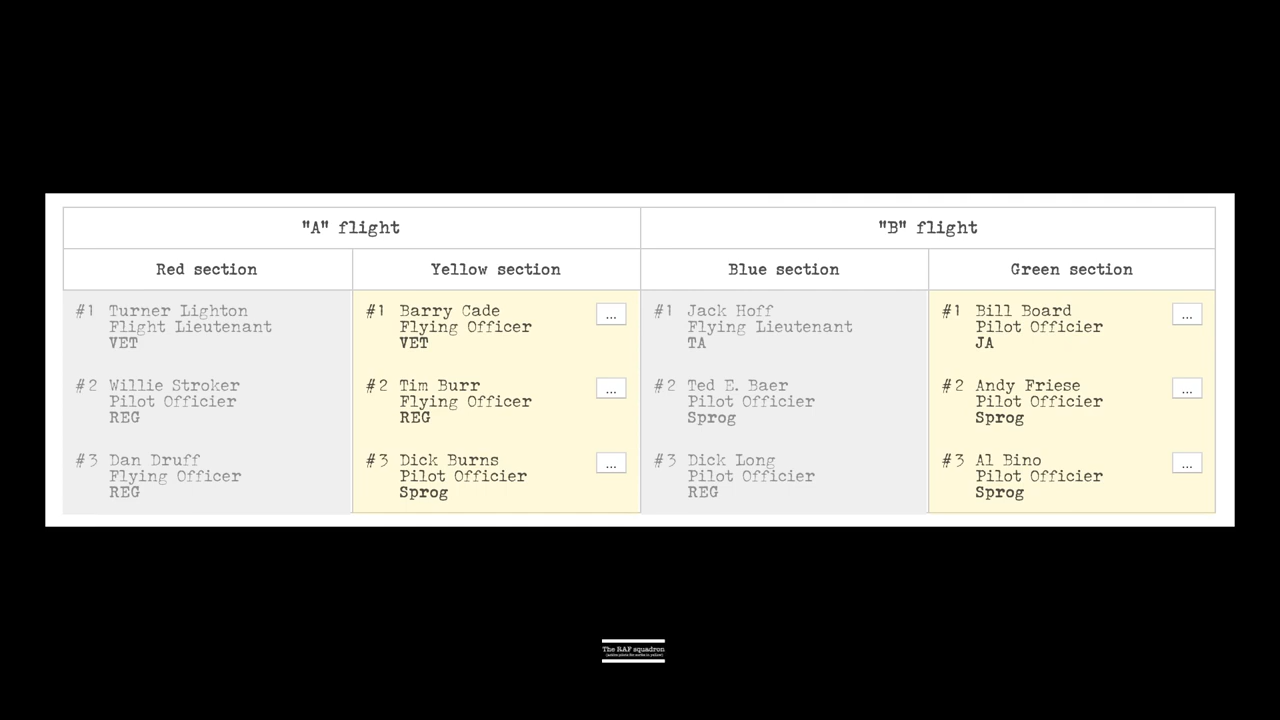 "A" flight
"B" flight
Red section
Yellow section
Blue section
Green section
#1 Turner Lighton
Flight Lieutenant
VET
#2 Willie Stroker
Pilot Officier
REG
#3 Dan Druff
Flying Officer
REG
#1 Barry Cade
Flying Officer
VET
...
#2 Tim Burr
Flying Officer
REG
...
#3 Dick Burns
Pilot Officier
Sprog
...
#1 Jack Hoff
Flying Lieutenant
TA
#2 Ted E. Baer
Pilot Officier
Sprog
#3 Dick Long
Pilot Officier
REG
#1 Bill Board
Pilot Officier
JA
...
#2 Andy Friese
Pilot Officier
Sprog
...
#3 Al Bino
Pilot Officier
Sprog
...
The RAF squadron